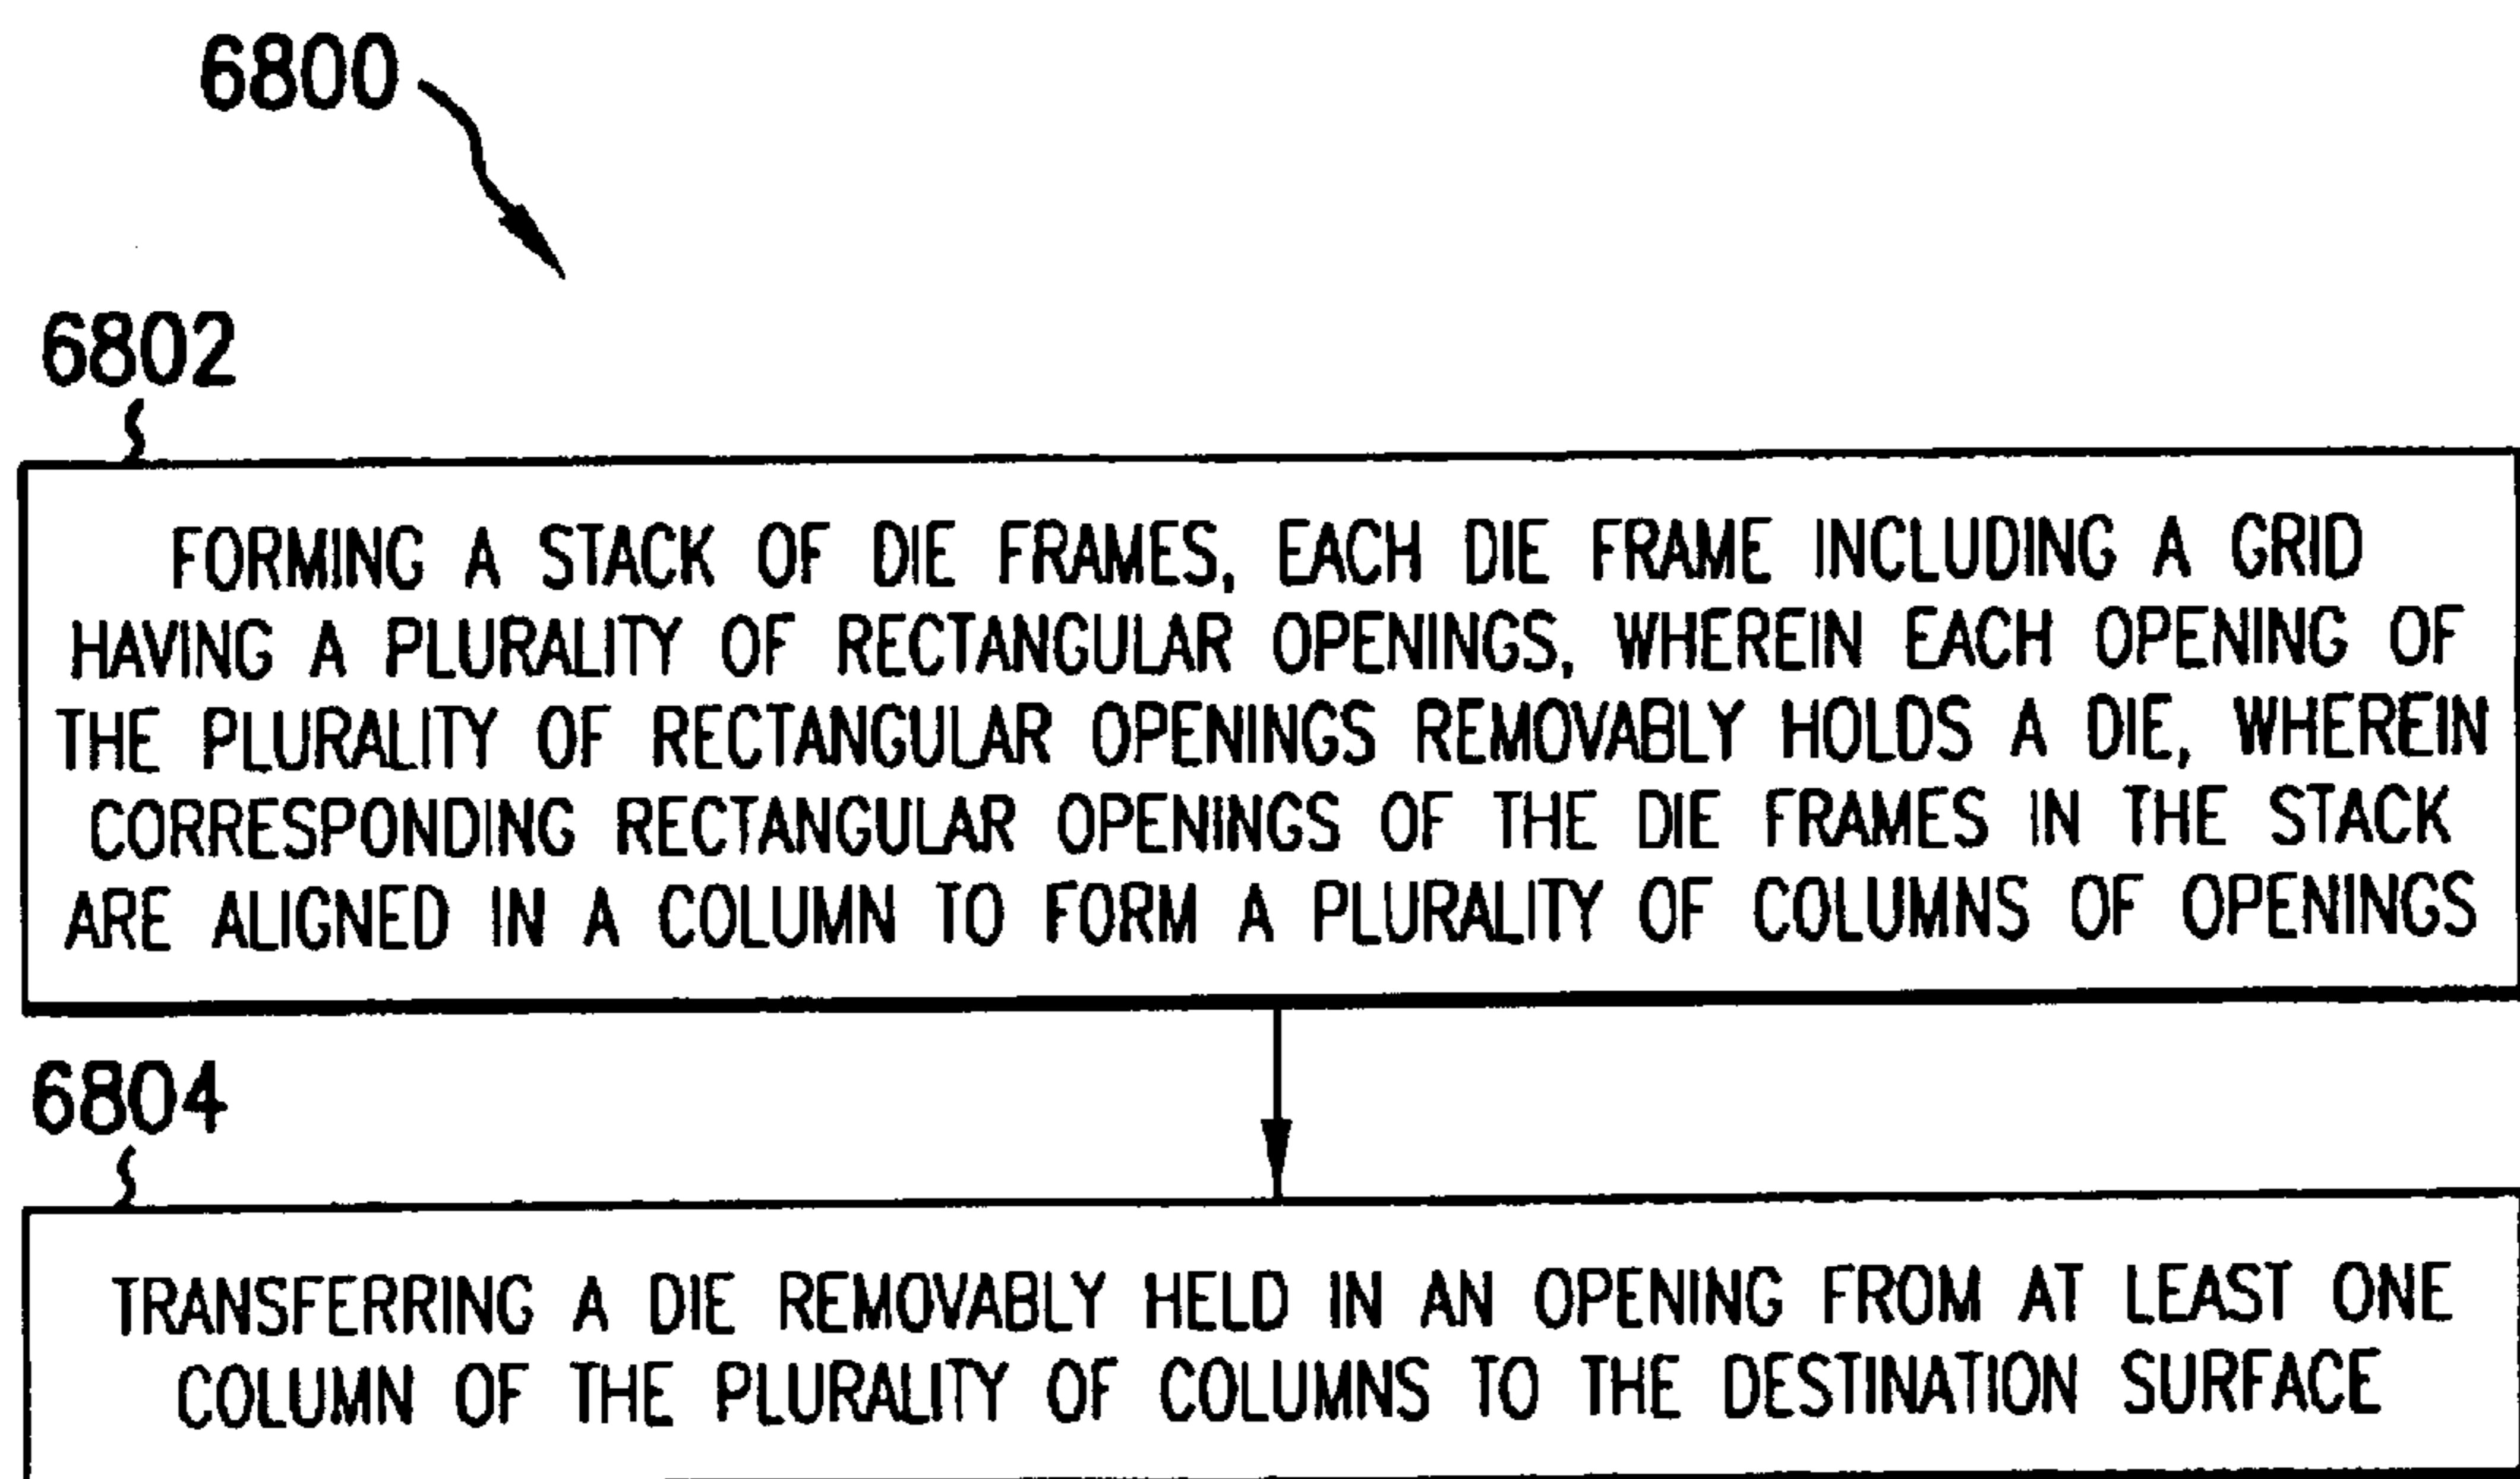 6800
6802
FORMING A STACK OF DIE FRAMES, EACH DIE FRAME INCLUDING A GRID
HAVING A PLURALITY OF RECTANGULAR OPENINGS, WHEREIN EACH OPENING OF
THE PLURALITY OF RECTANGULAR OPENINGS REMOVABLY HOLDS A DIE, WHEREIN
CORRESPONDING RECTANGULAR OPENINGS OF THE DIE FRAMES IN THE STACK
ARE ALIGNED IN A COLUMN TO FORM A PLURALITY OF COLUMNS OF OPENINGS
6804
TRANSFERRING A DIE REMOVABLY HELD IN AN OPENING FROM AT LEAST ONE
COLUMN OF THE PLURALITY OF COLUMNS TO THE DESTINATION SURFACE